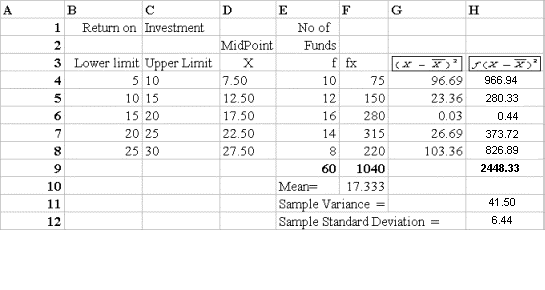 A B C D E F G H
1 Return on Investment No of
2 MidPoint Funds
3 Lower limit Upper Limit X f fx (x - x̅)² f(x - x̅)²
4 5 10 7.50 10 75 96.69 966.94
5 10 15 12.50 12 150 23.36 280.33
6 15 20 17.50 16 280 0.03 0.44
7 20 25 22.50 14 315 26.69 373.72
8 25 30 27.50 8 220 103.36 826.89
9 60 1040 2448.33
10 Mean= 17.333
11 Sample Variance = 41.50
12 Sample Standard Deviation = 6.44